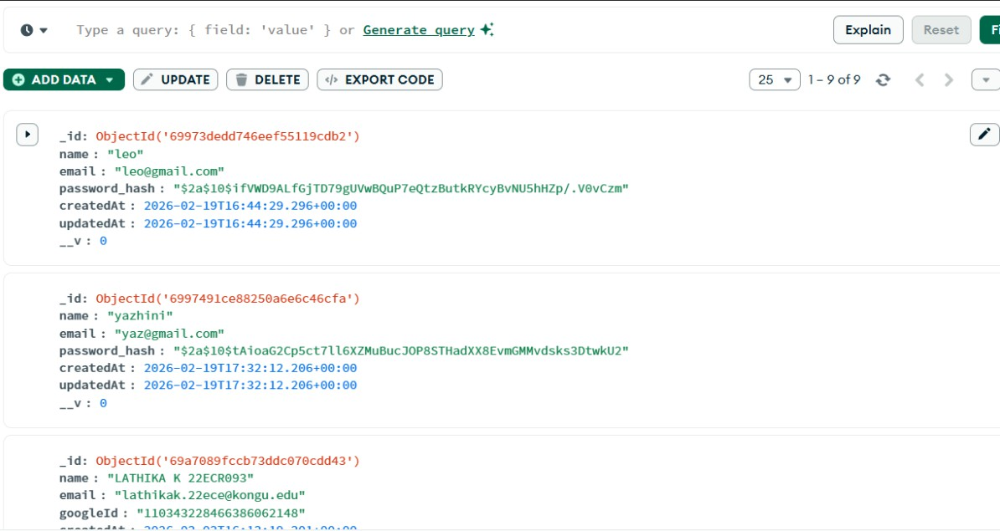 Type a query: { field: 'value' } or Generate query
Explain
Reset
ADD DATA
UPDATE
DELETE
EXPORT CODE
25
1 – 9 of 9
_id: ObjectId('69973dedd746eef55119cdb2')
name : "leo"
email : "leo@gmail.com"
password_hash : "$2a$10$ifVWD9ALfGjTD79gUVwBQuP7eQtzButkRYcyBvNU5hHZp/.V0vCzm"
createdAt : 2026-02-19T16:44:29.296+00:00
updatedAt : 2026-02-19T16:44:29.296+00:00
__v : 0
_id: ObjectId('6997491ce88250a6e6c46cfa')
name : "yazhini"
email : "yaz@gmail.com"
password_hash : "$2a$10$tAioaG2Cp5ct7ll6XZMuBucJOP8STHadXX8EvmGMMvdsks3DtwkU2"
createdAt : 2026-02-19T17:32:12.206+00:00
updatedAt : 2026-02-19T17:32:12.206+00:00
__v : 0
_id: ObjectId('69a7089fccb73ddc070cdd43')
name : "LATHIKA K 22ECR093"
email : "lathikak.22ece@kongu.edu"
googleId : "110343228466386062148"